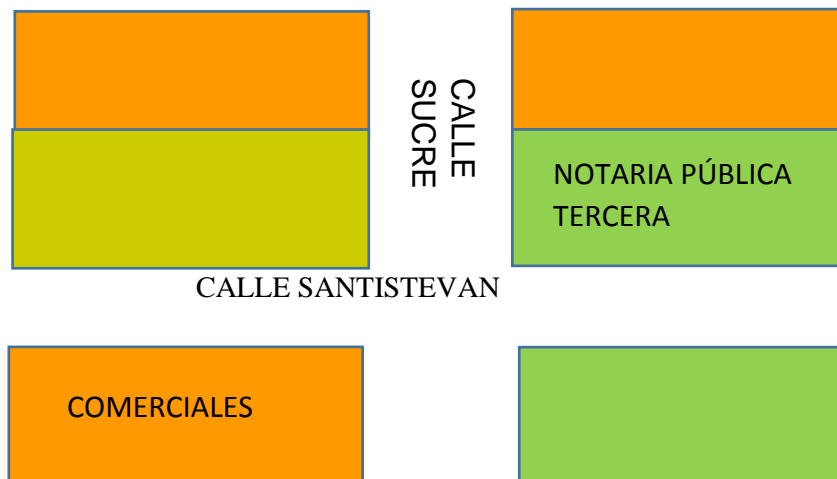 CALLE
SUCRE
NOTARIA PÚBLICA
TERCERA
CALLE SANTISTEVAN
COMERCIALES